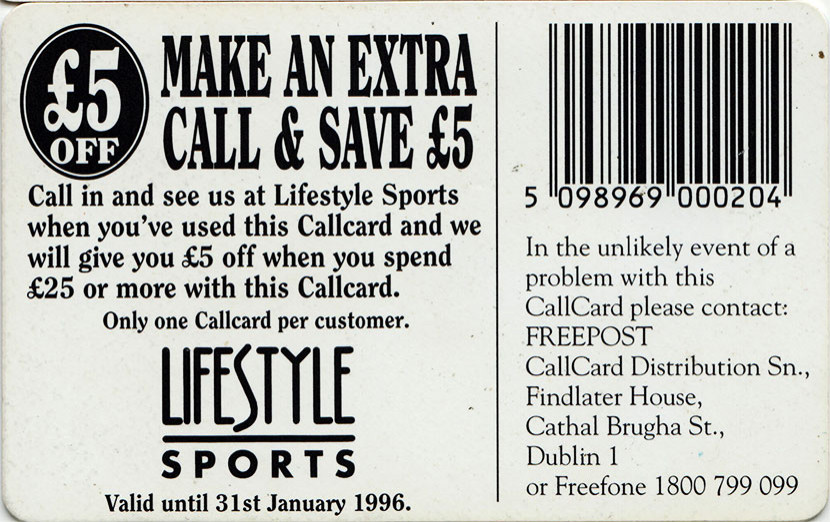 £5
OFF
MAKE AN EXTRA
CALL & SAVE £5
Call in and see us at Lifestyle Sports
when you've used this Callcard and we
will give you £5 off when you spend
£25 or more with this Callcard.
Only one Callcard per customer.
LIFESTYLE
SPORTS
Valid until 31st January 1996.
5 098969 000204
In the unlikely event of a
problem with this
CallCard please contact:
FREEPOST
CallCard Distribution Sn.,
Findlater House,
Cathal Brugha St.,
Dublin 1
or Freefone 1800 799 099